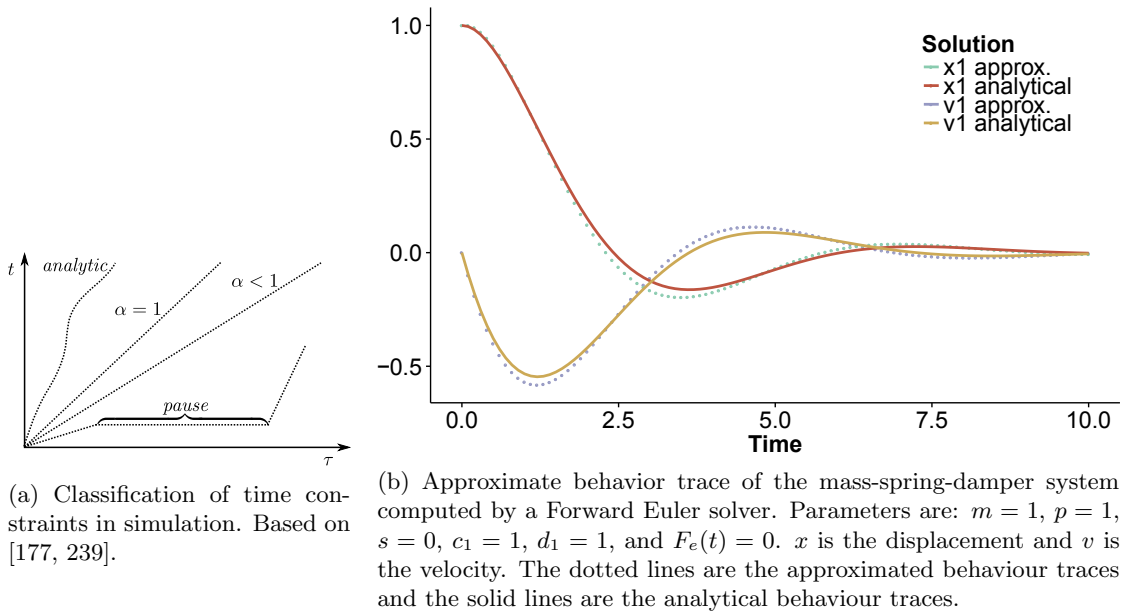 t
analytic
α = 1
α < 1
pause
τ
(a) Classification of time con-
straints in simulation. Based on
[177, 239].
1.0
0.5
0.0
−0.5
0.0
2.5
5.0
7.5
10.0
Time
Solution
x1 approx.
x1 analytical
v1 approx.
v1 analytical
(b) Approximate behavior trace of the mass-spring-damper system
computed by a Forward Euler solver. Parameters are: m = 1, p = 1,
s = 0, c₁ = 1, d₁ = 1, and Fₑ(t) = 0. x is the displacement and v is
the velocity. The dotted lines are the approximated behaviour traces
and the solid lines are the analytical behaviour traces.